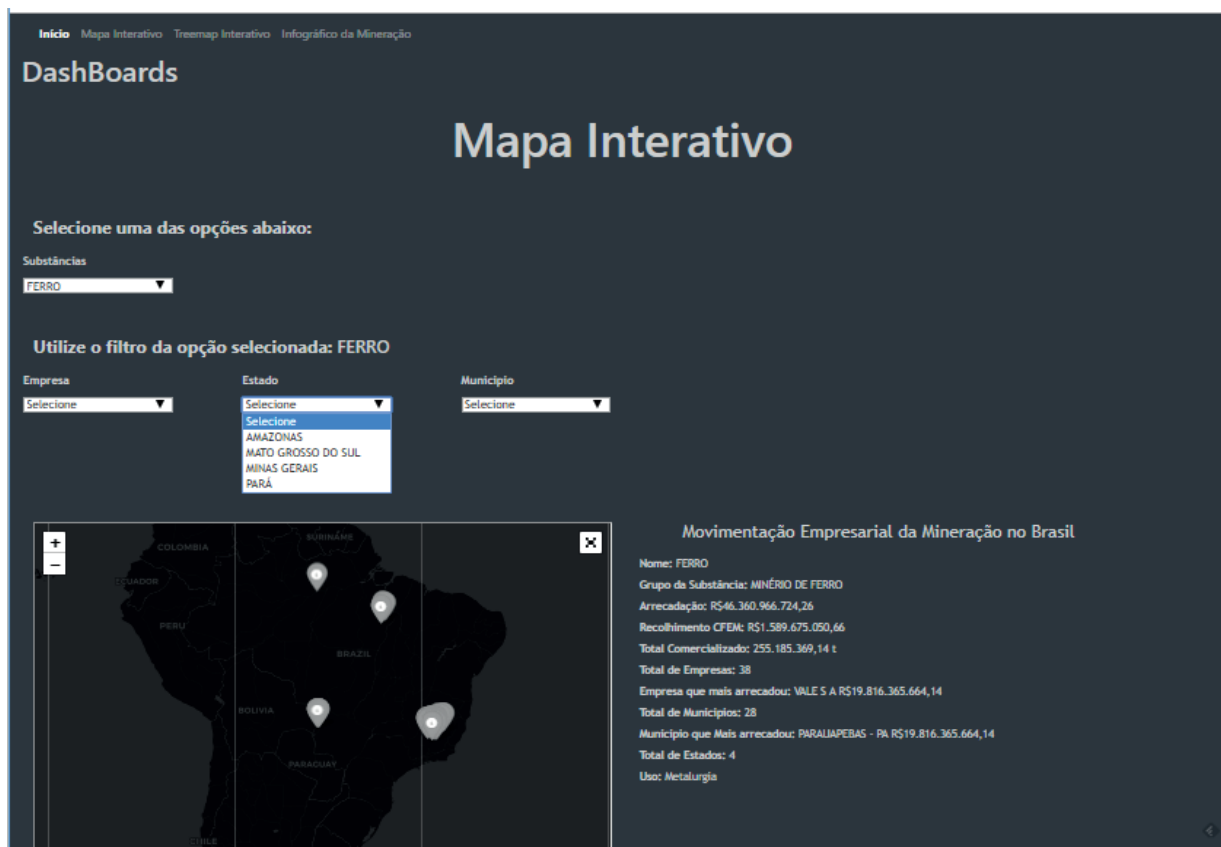 Início Mapa Interativo Treemap Interativo Infográfico da Mineração
DashBoards
Mapa Interativo
Selecione uma das opções abaixo:
Substâncias
FERRO
Utilize o filtro da opção selecionada: FERRO
Empresa Estado Municipio
Selecione Selecione Selecione
Selecione
AMAZONAS
MATO GROSSO DO SUL
MINAS GERAIS
PARÁ
+
−
COLOMBIA
SURINAME
ECUADOR
PERU
BRAZIL
BOLIVIA
PARAGUAY
CHILE
Movimentação Empresarial da Mineração no Brasil
Nome: FERRO
Grupo da Substância: MINÉRIO DE FERRO
Arrecadação: R$46.360.966.724,26
Recolhimento CFEM: R$1.589.675.050,66
Total Comercializado: 255.185.369,14 t
Total de Empresas: 38
Empresa que mais arrecadou: VALE S A R$19.816.365.664,14
Total de Municipios: 28
Municipio que Mais arrecadou: PARAUAPEBAS - PA R$19.816.365.664,14
Total de Estados: 4
Uso: Metalurgia